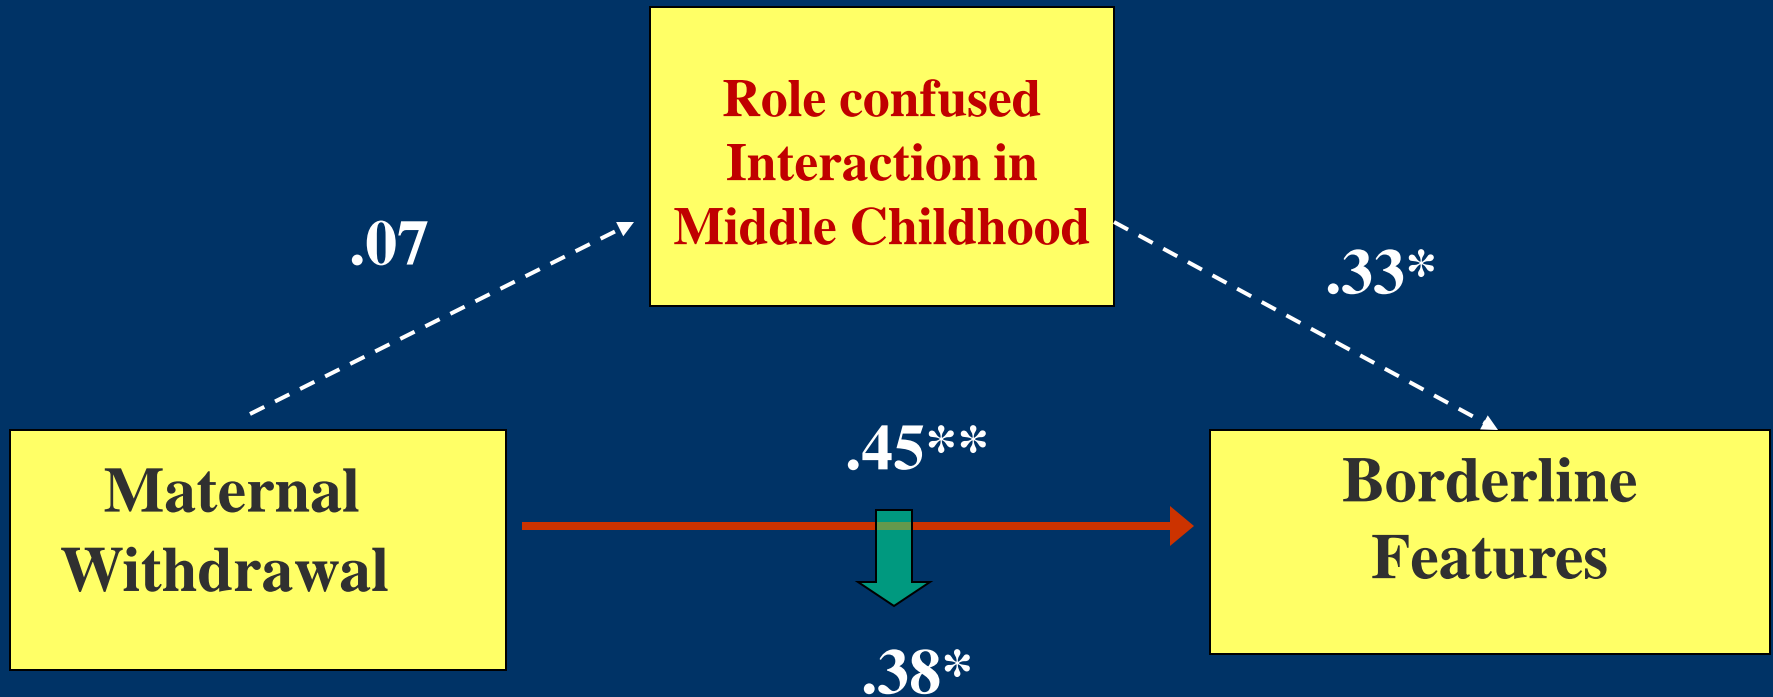 Role confused
Interaction in
Middle Childhood
.07
.33*
.45**
Maternal
Withdrawal
Borderline
Features
.38*